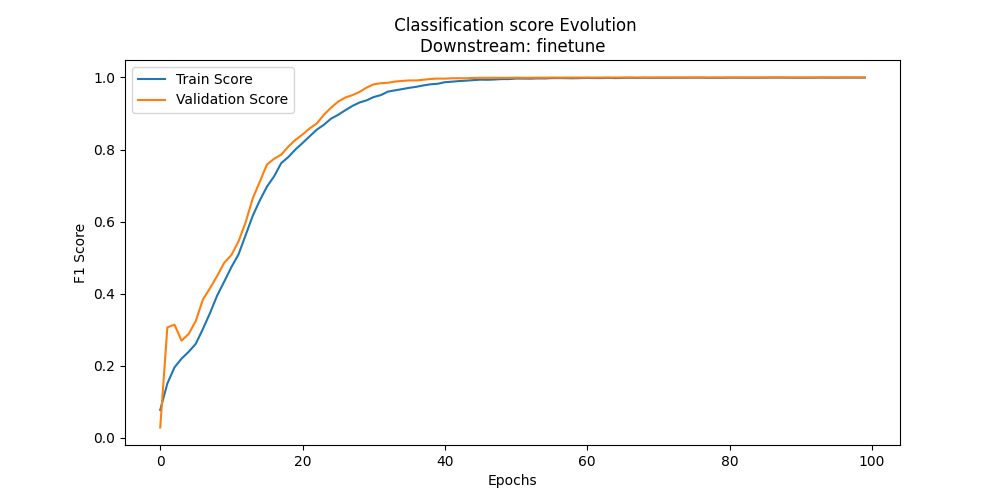 Classification score Evolution
Downstream: finetune
Train Score
Validation Score
F1 Score
1.0
0.8
0.6
0.4
0.2
0.0
0
20
40
60
80
100
Epochs